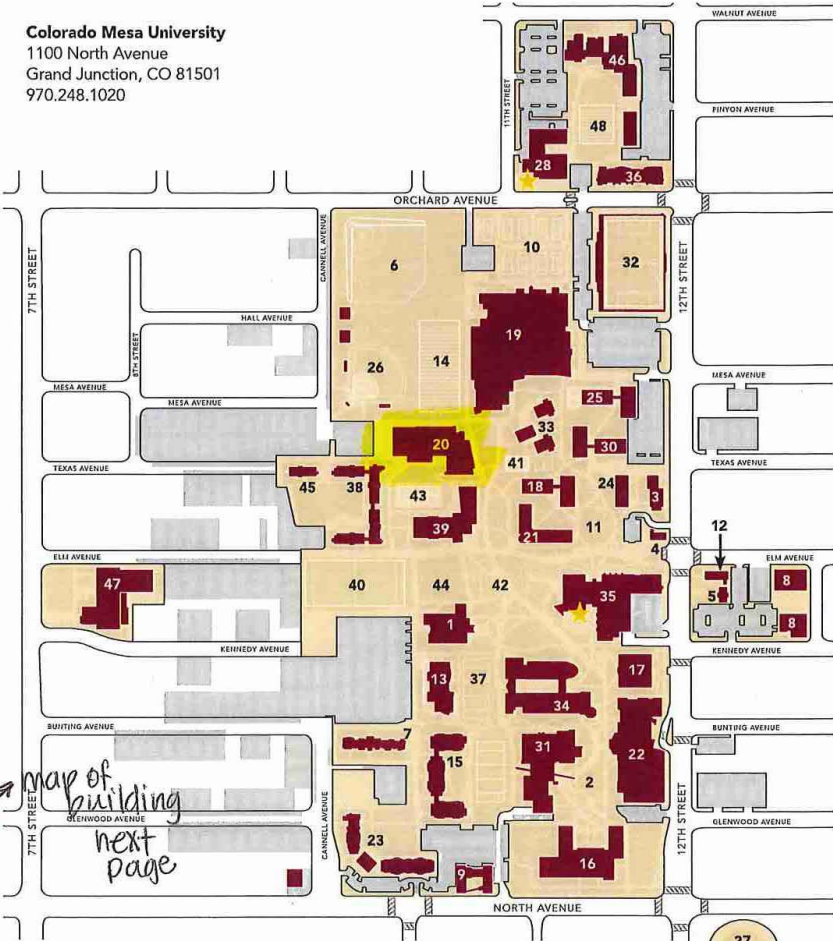 Colorado Mesa University
1100 North Avenue
Grand Junction, CO 81501
970.248.1020
WALNUT AVENUE
11TH STREET
46
PINYON AVENUE
48
28
36
ORCHARD AVENUE
7TH STREET
CANNELL AVENUE
6
10
32
12TH STREET
HALL AVENUE
8TH STREET
19
14
26
MESA AVENUE
MESA AVENUE
MESA AVENUE
25
33
20
30
41
TEXAS AVENUE
TEXAS AVENUE
45
38
43
18
24
3
39
21
11
4
12
ELM AVENUE
ELM AVENUE
47
40
44
42
35
5
8
8
1
KENNEDY AVENUE
KENNEDY AVENUE
13
37
17
34
BUNTING AVENUE
BUNTING AVENUE
7
15
31
22
2
map of
building
next
page
7TH STREET
GLENWOOD AVENUE
GLENWOOD AVENUE
CANNELL AVENUE
12TH STREET
23
9
16
NORTH AVENUE
27